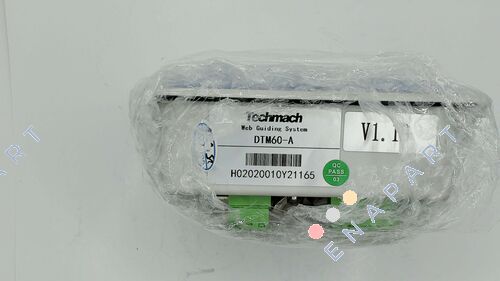 Techmach
Web Guiding System
DTM60-A
V1.1
H02020010Y21165
QC
PASS
03
ENAPART